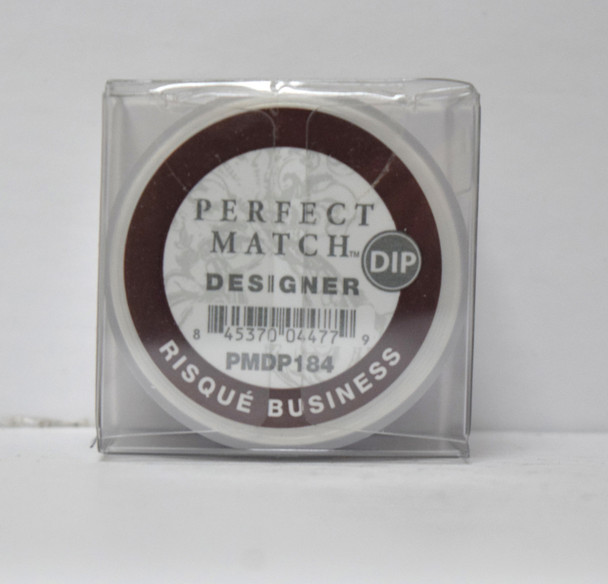 PERFECT
MATCH™
DIP
DESIGNER
8 45370 04477 9
PMDP184
RISQUÉ BUSINESS